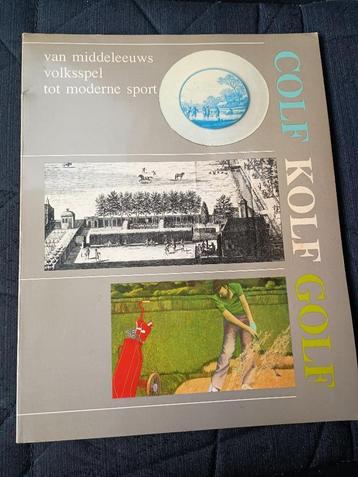 van middeleeuws
volksspel
tot moderne sport
COLF KOLF GOLF